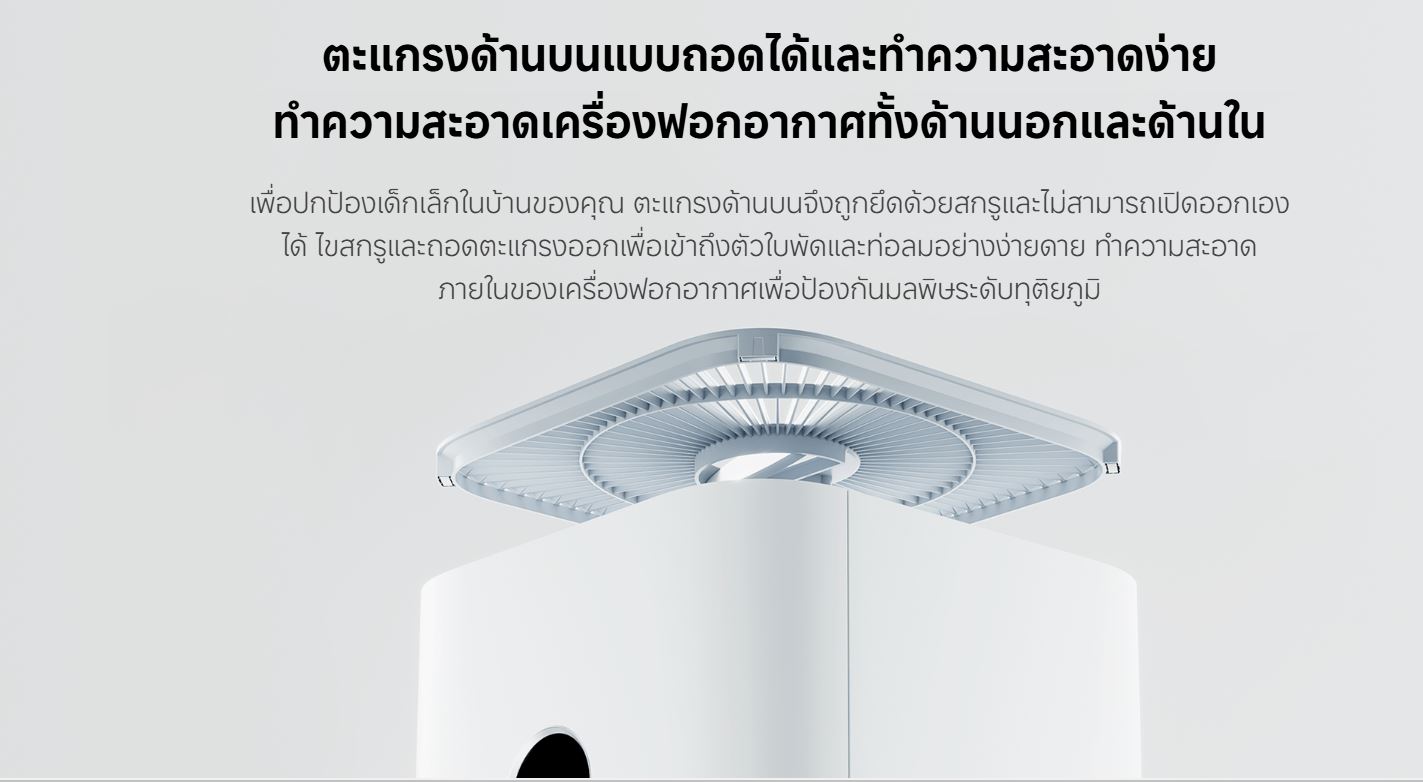 ตะแกรงด้านบนแบบถอดได้และทำความสะอาดง่าย
ทำความสะอาดเครื่องฟอกอากาศทั้งด้านนอกและด้านใน
เพื่อปกป้องเด็กเล็กในบ้านของคุณ ตะแกรงด้านบนจึงถูกยึดด้วยสกรูและไม่สามารถเปิดออกเอง
ได้ ไขสกรูและถอดตะแกรงออกเพื่อเข้าถึงตัวใบพัดและท่อลมอย่างง่ายดาย ทำความสะอาด
ภายในของเครื่องฟอกอากาศเพื่อป้องกันมลพิษระดับทุติยภูมิ